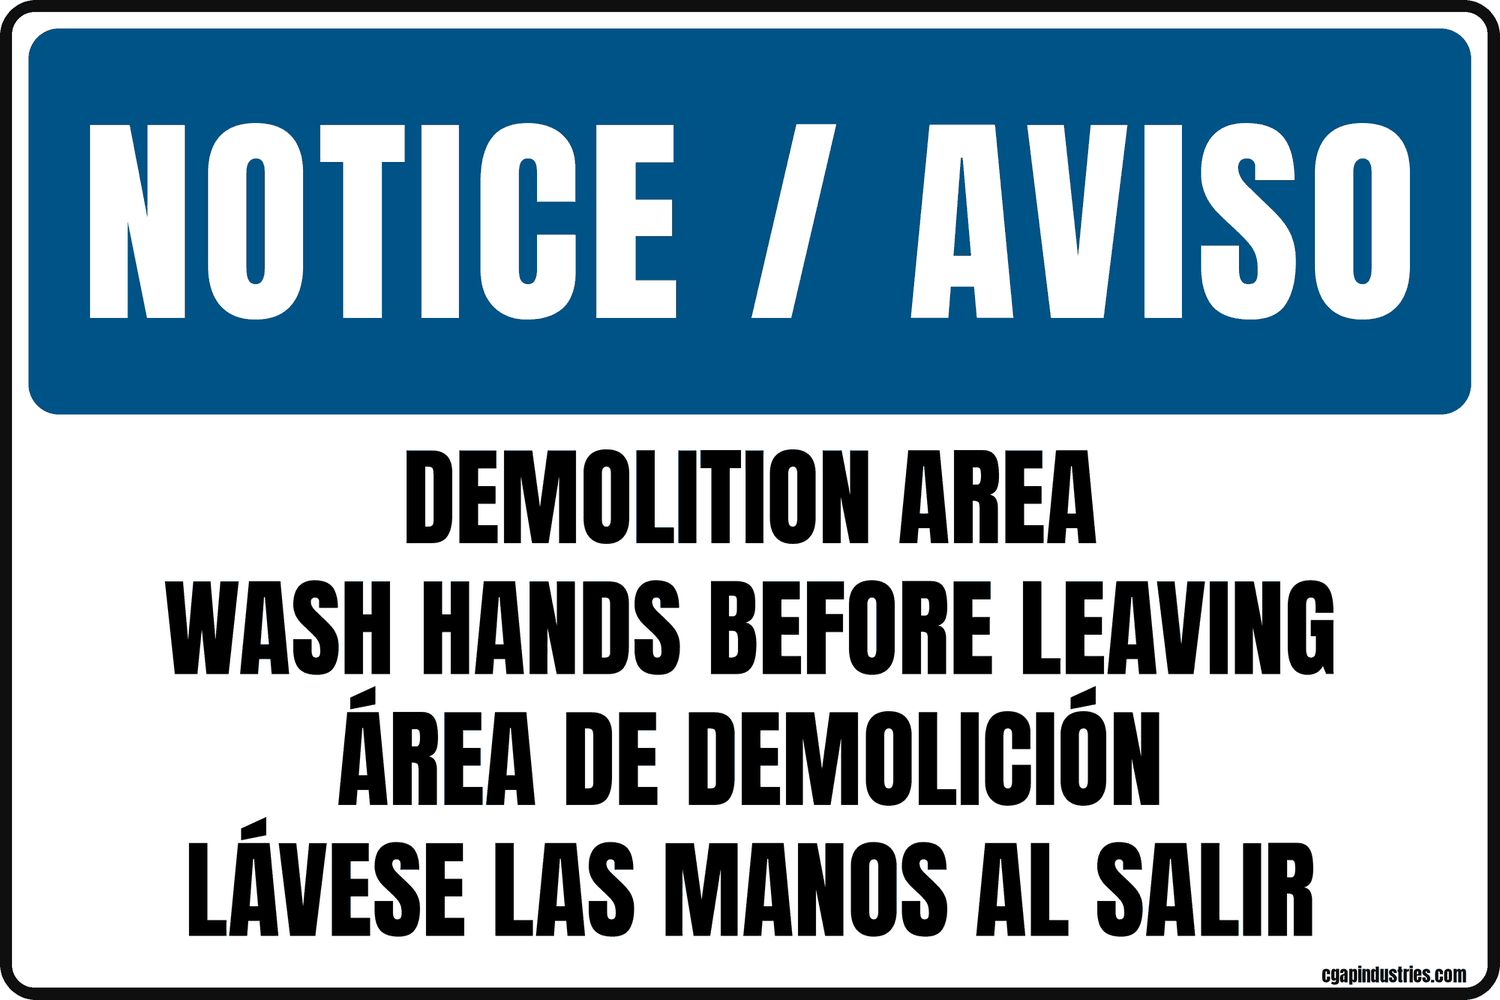 NOTICE / AVISO
DEMOLITION AREA
WASH HANDS BEFORE LEAVING
ÁREA DE DEMOLICIÓN
LÁVESE LAS MANOS AL SALIR
cgapindustries.com